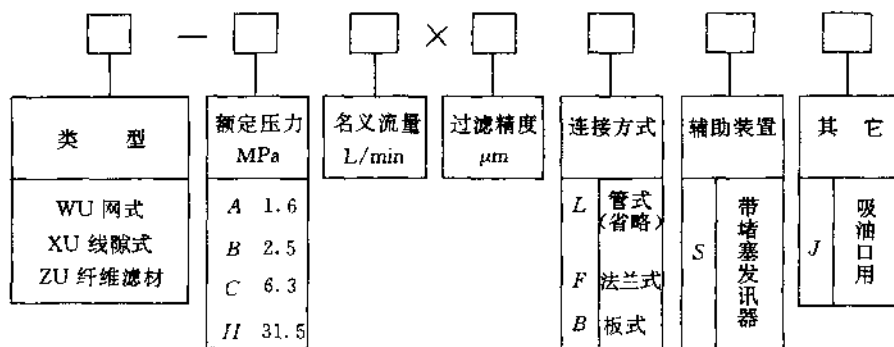 — ×
类 型
额定压力
MPa
名义流量
L/min
过滤精度
μm
连接方式
辅助装置
其 它
WU 网式
XU 线隙式
ZU 纤维滤材
A 1.6
B 2.5
C 6.3
H 31.5
L 管式
(省略)
F 法兰式
B 板式
S 带堵塞发讯器
J 吸油口用